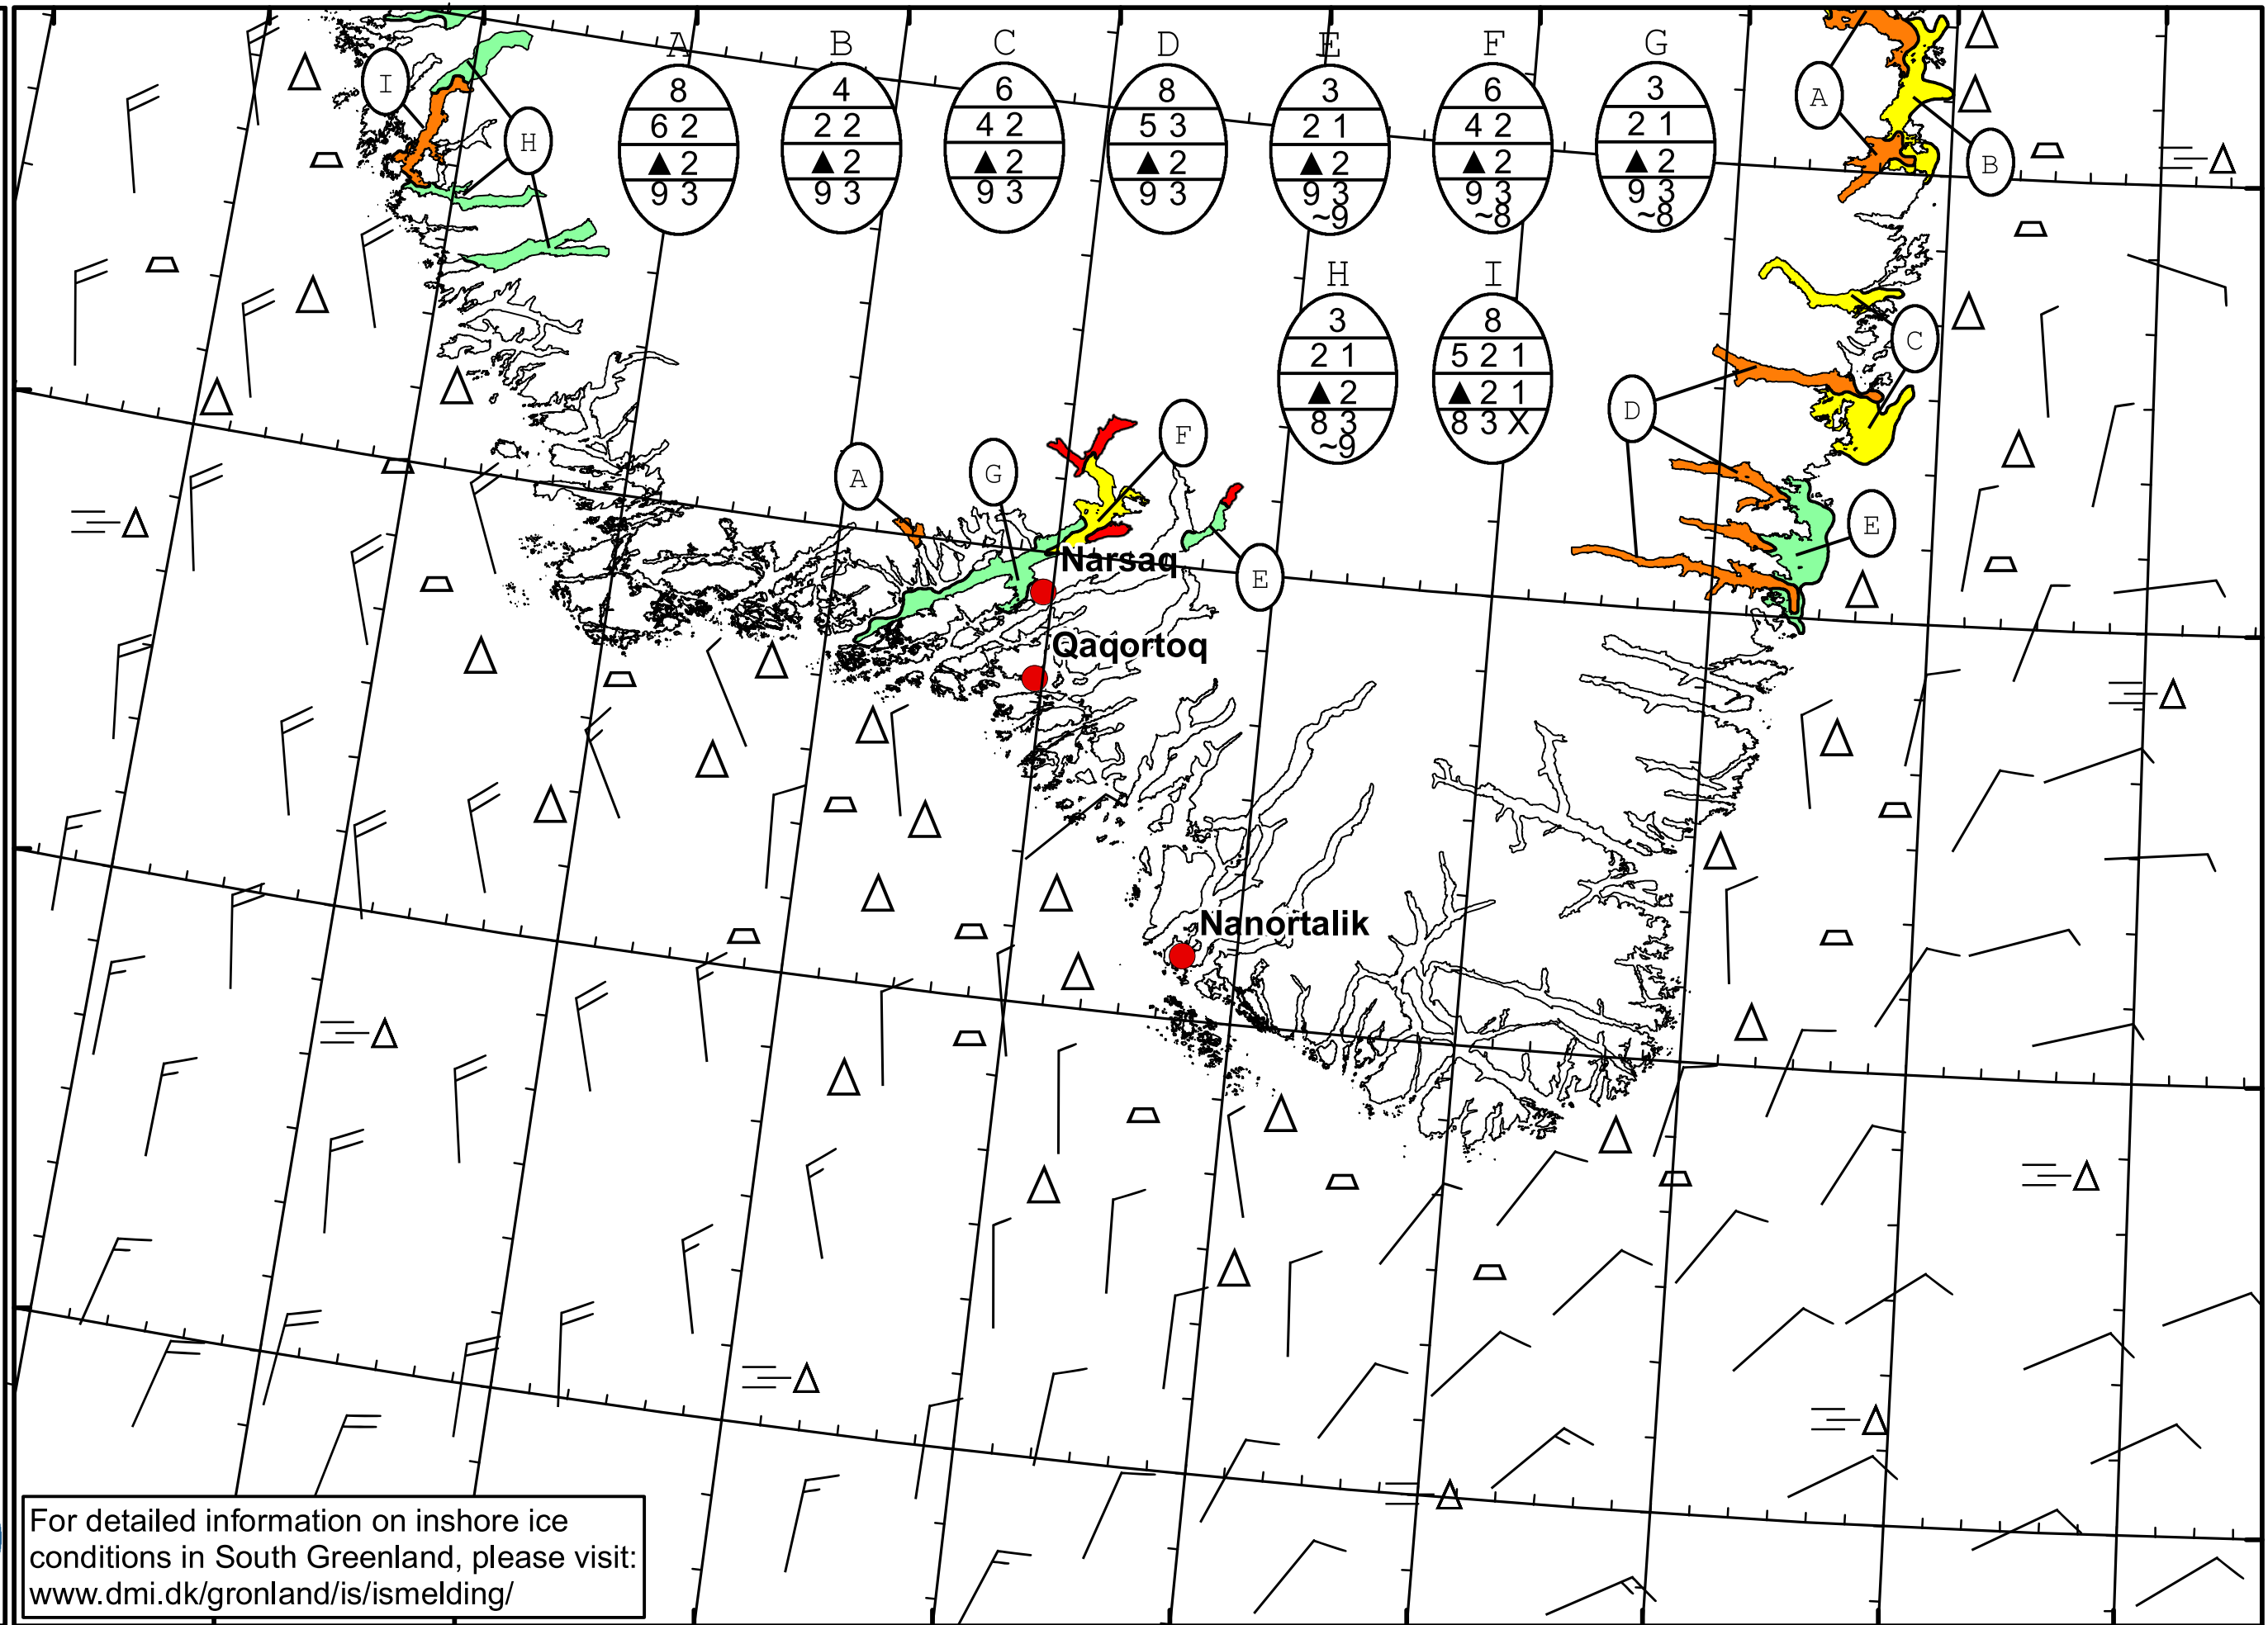 A B C D E F G
8 4 6 8 3 6 3
6 2 2 2 4 2 5 3 2 1 4 2 2 1
▲ 2 ▲ 2 ▲ 2 ▲ 2 ▲ 2 ▲ 2 ▲ 2
9 3 9 3 9 3 9 3 9 3 9 3 9 3
~9 ~8 ~8
I
H
A
B
H I
3 8
2 1 5 2 1
▲ 2 ▲ 2 1
8 3 8 3 X
~9
C
D
E
A
G
F
E
Narsaq
Qaqortoq
Nanortalik
For detailed information on inshore ice
conditions in South Greenland, please visit:
www.dmi.dk/gronland/is/ismelding/